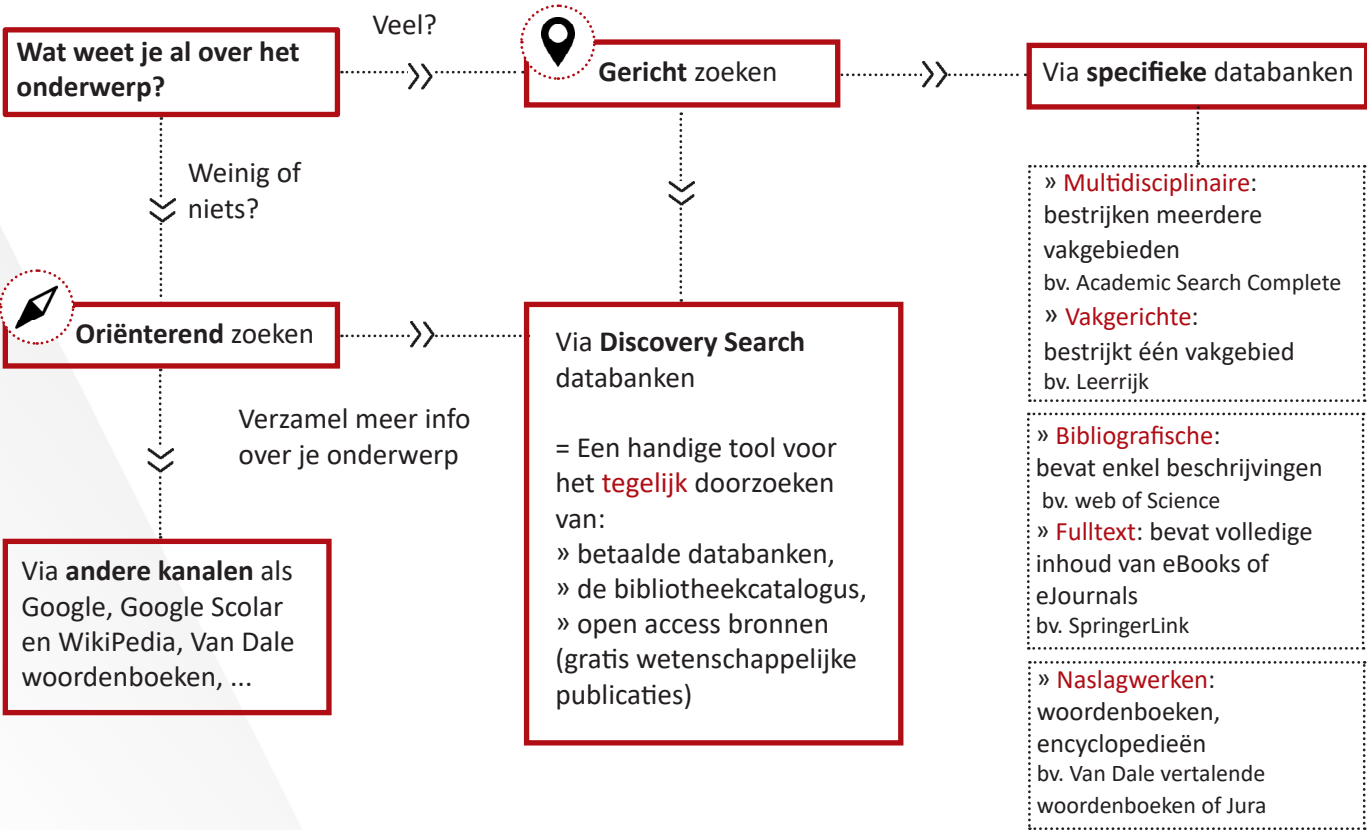 Wat weet je al over het
onderwerp?
Veel?
Gericht zoeken
Via specifieke databanken
Weinig of
niets?
Oriënterend zoeken
Verzamel meer info
over je onderwerp
Via andere kanalen als
Google, Google Scolar
en WikiPedia, Van Dale
woordenboeken, ...
Via Discovery Search
databanken
= Een handige tool voor
het tegelijk doorzoeken
van:
» betaalde databanken,
» de bibliotheekcatalogus,
» open access bronnen
(gratis wetenschappelijke
publicaties)
» Multidisciplinaire:
bestrijken meerdere
vakgebieden
bv. Academic Search Complete
» Vakgerichte:
bestrijkt één vakgebied
bv. Leerrijk
» Bibliografische:
bevat enkel beschrijvingen
bv. web of Science
» Fulltext: bevat volledige
inhoud van eBooks of
eJournals
bv. SpringerLink
» Naslagwerken:
woordenboeken,
encyclopedieën
bv. Van Dale vertalende
woordenboeken of Jura